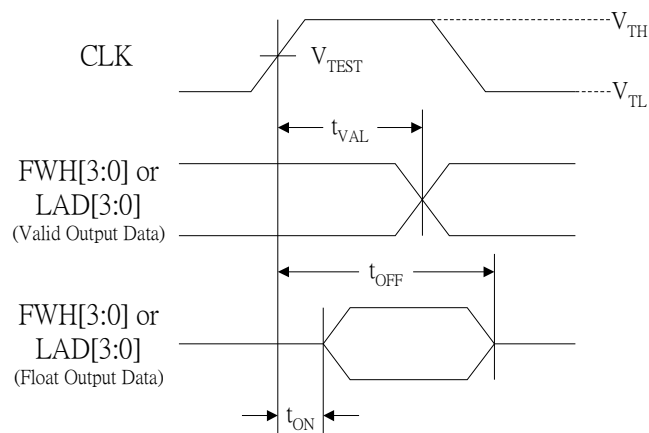 V_TH
CLK
V_TEST
V_TL
t_VAL
FWH[3:0] or
LAD[3:0]
(Valid Output Data)
t_OFF
FWH[3:0] or
LAD[3:0]
(Float Output Data)
t_ON